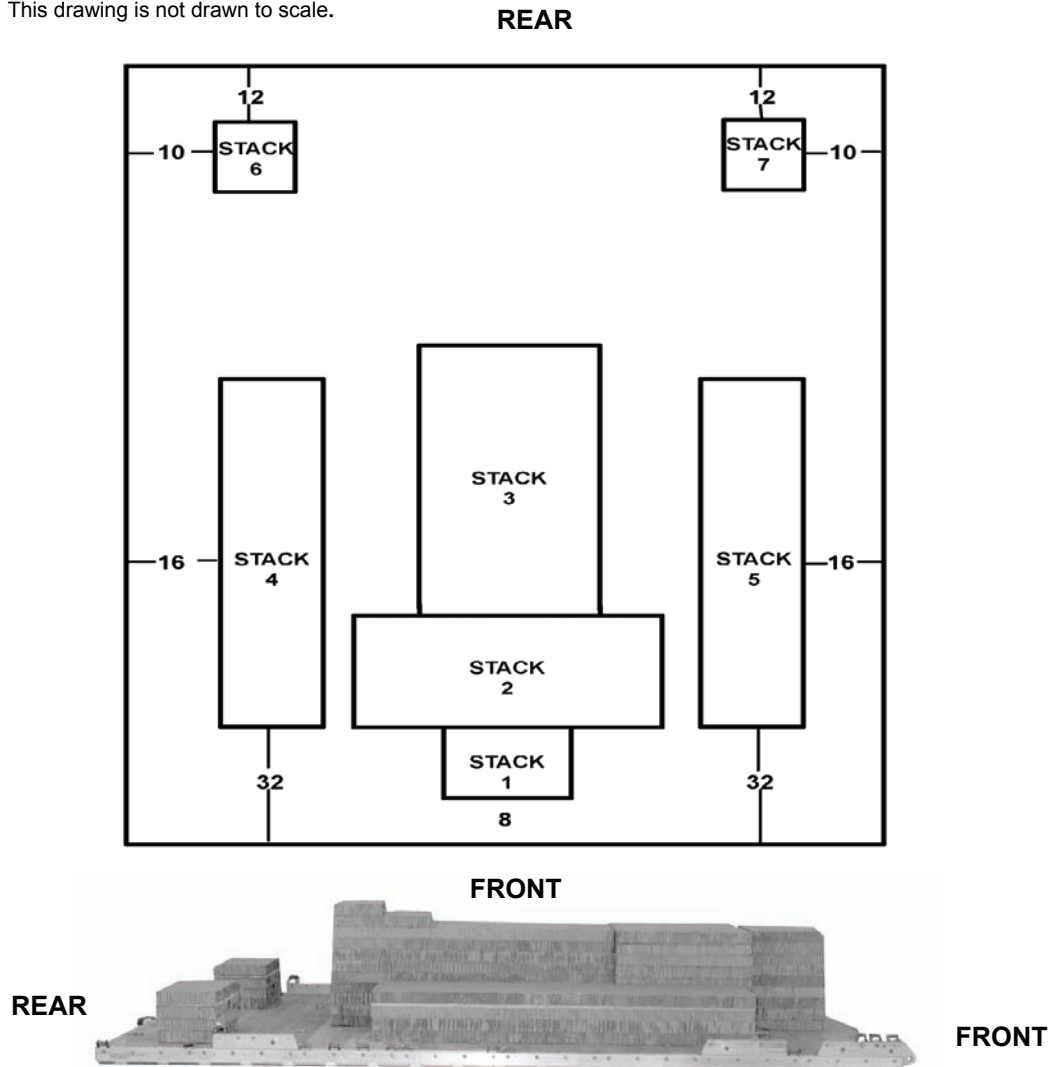 This drawing is not drawn to scale.
REAR
12
12
10
STACK
6
STACK
7
10
STACK
3
16
STACK
4
STACK
5
16
STACK
2
32
STACK
1
32
8
FRONT
REAR
FRONT